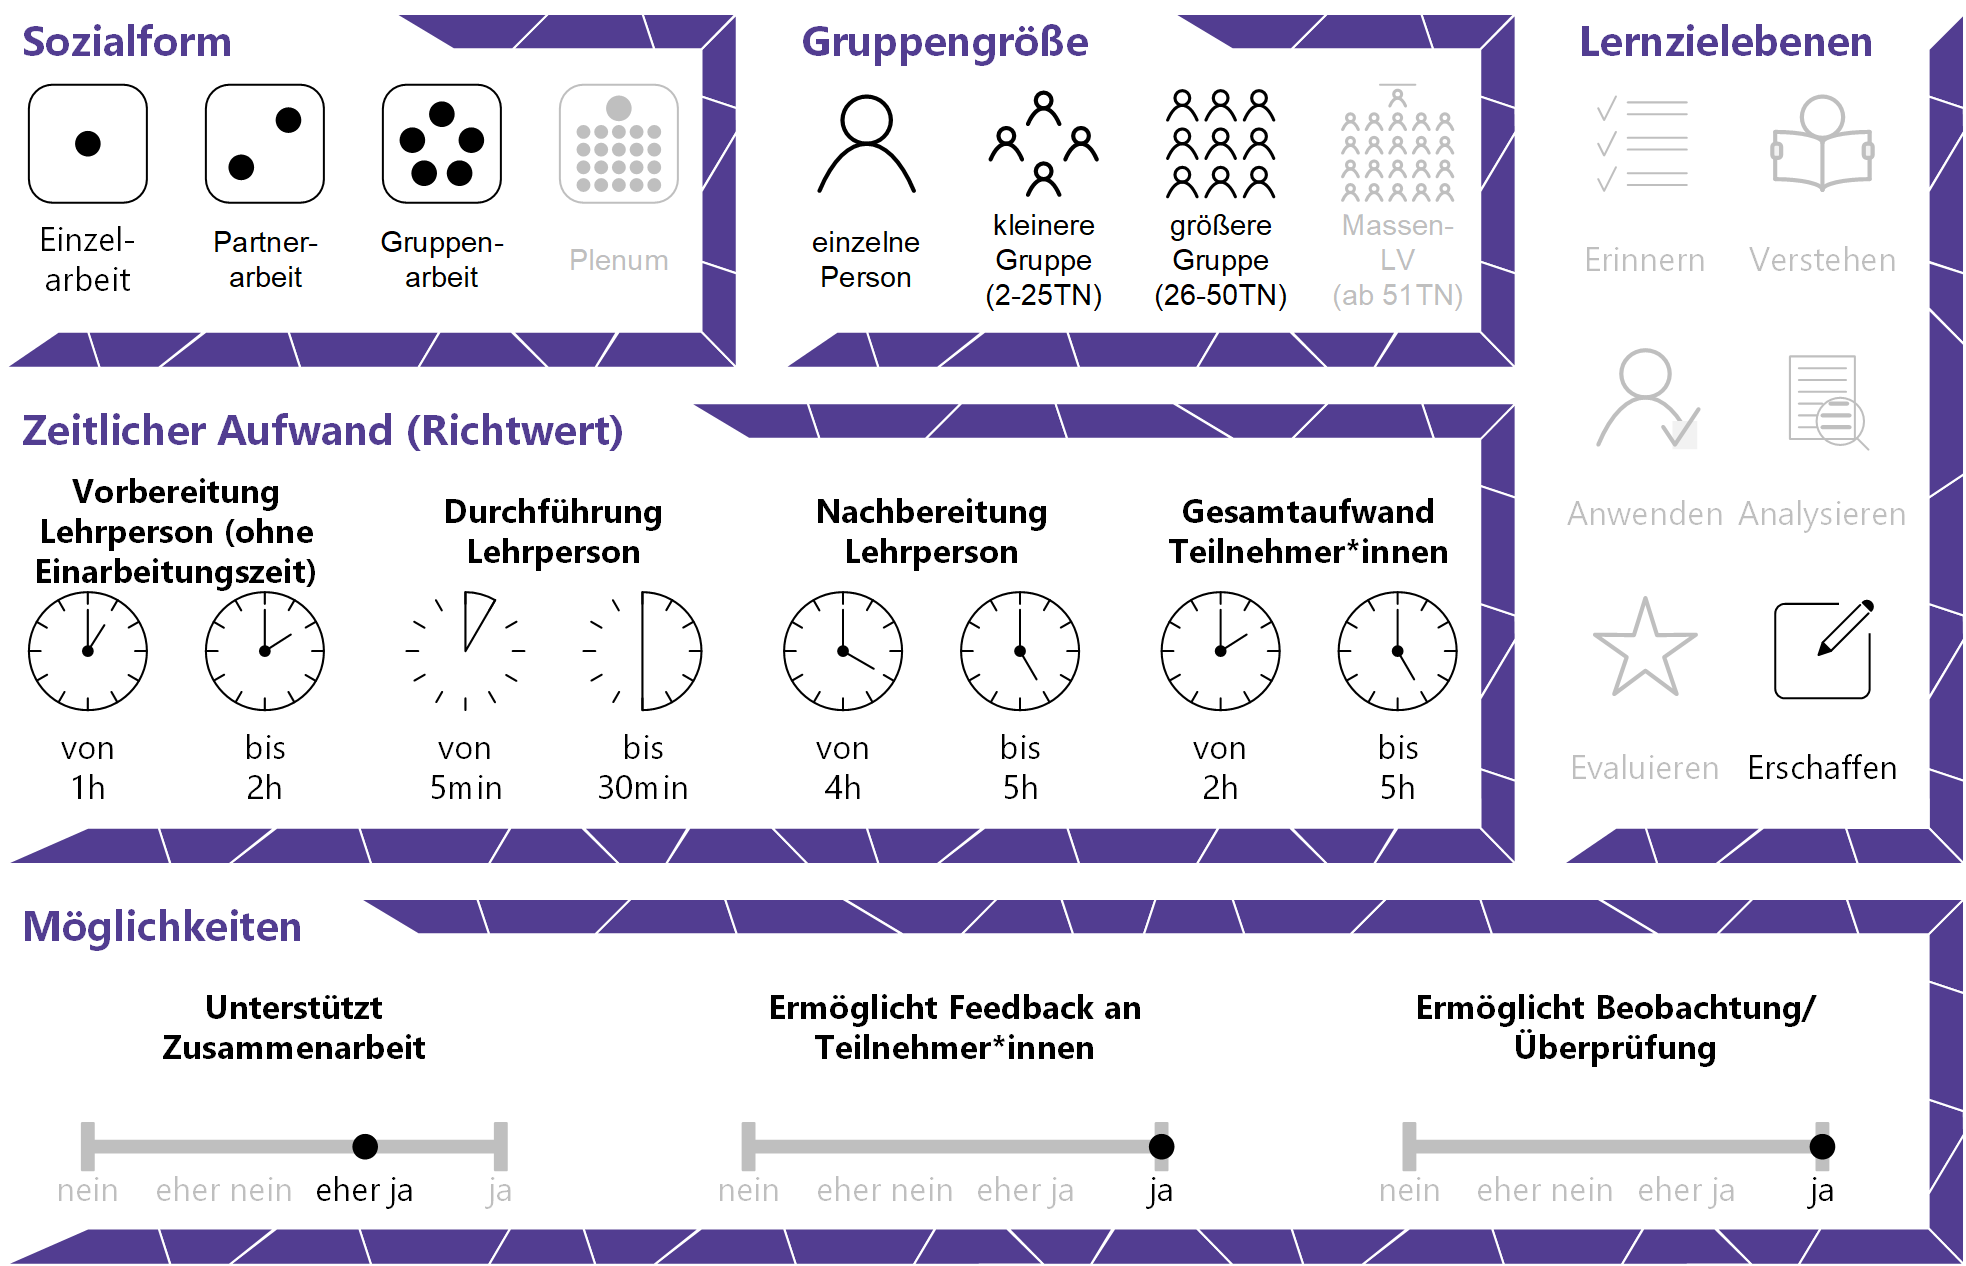 Sozialform
Einzel-
arbeit
Partner-
arbeit
Gruppen-
arbeit
Plenum
Gruppengröße
einzelne
Person
kleinere
Gruppe
(2-25TN)
größere
Gruppe
(26-50TN)
Massen-
LV
(ab 51TN)
Lernzielebenen
Erinnern
Verstehen
Anwenden
Analysieren
Evaluieren
Erschaffen
Zeitlicher Aufwand (Richtwert)
Vorbereitung
Lehrperson (ohne
Einarbeitungszeit)
von
1h
bis
2h
Durchführung
Lehrperson
von
5min
bis
30min
Nachbereitung
Lehrperson
von
4h
bis
5h
Gesamtaufwand
Teilnehmer*innen
von
2h
bis
5h
Möglichkeiten
Unterstützt
Zusammenarbeit
nein eher nein eher ja ja
Ermöglicht Feedback an
Teilnehmer*innen
nein eher nein eher ja ja
Ermöglicht Beobachtung/
Überprüfung
nein eher nein eher ja ja